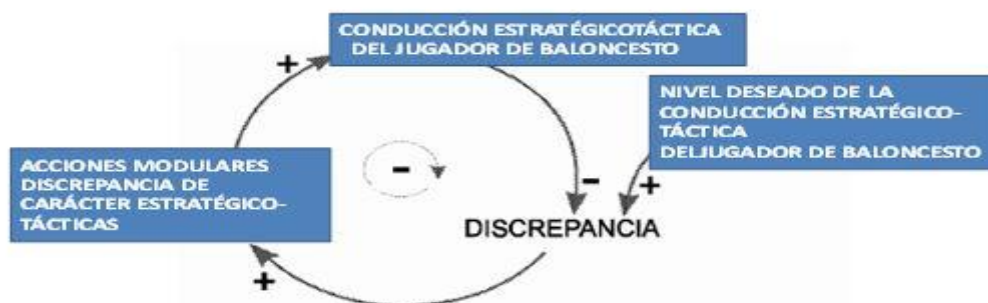 CONDUCCIÓN ESTRATÉGICOTÁCTICA
DEL JUGADOR DE BALONCESTO
+
NIVEL DESEADO DE LA
CONDUCCIÓN ESTRATÉGICO-
TÁCTICA
DELJUGADOR DE BALONCESTO
ACCIONES MODULARES
DISCREPANCIA DE
CARÁCTER ESTRATÉGICO-
TÁCTICAS
-
- +
DISCREPANCIA
+